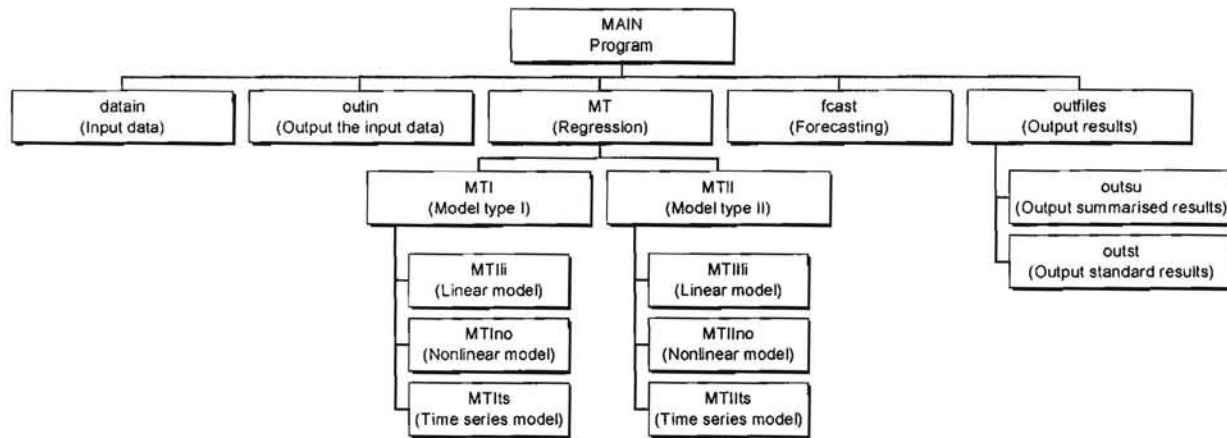 MAIN
Program
datain
(Input data)
outin
(Output the input data)
MT
(Regression)
fcast
(Forecasting)
outfiles
(Output results)
MTI
(Model type I)
MTII
(Model type II)
outsu
(Output summarised results)
outst
(Output standard results)
MTIli
(Linear model)
MTIno
(Nonlinear model)
MTIts
(Time series model)
MTIIli
(Linear model)
MTIIno
(Nonlinear model)
MTIIts
(Time series model)